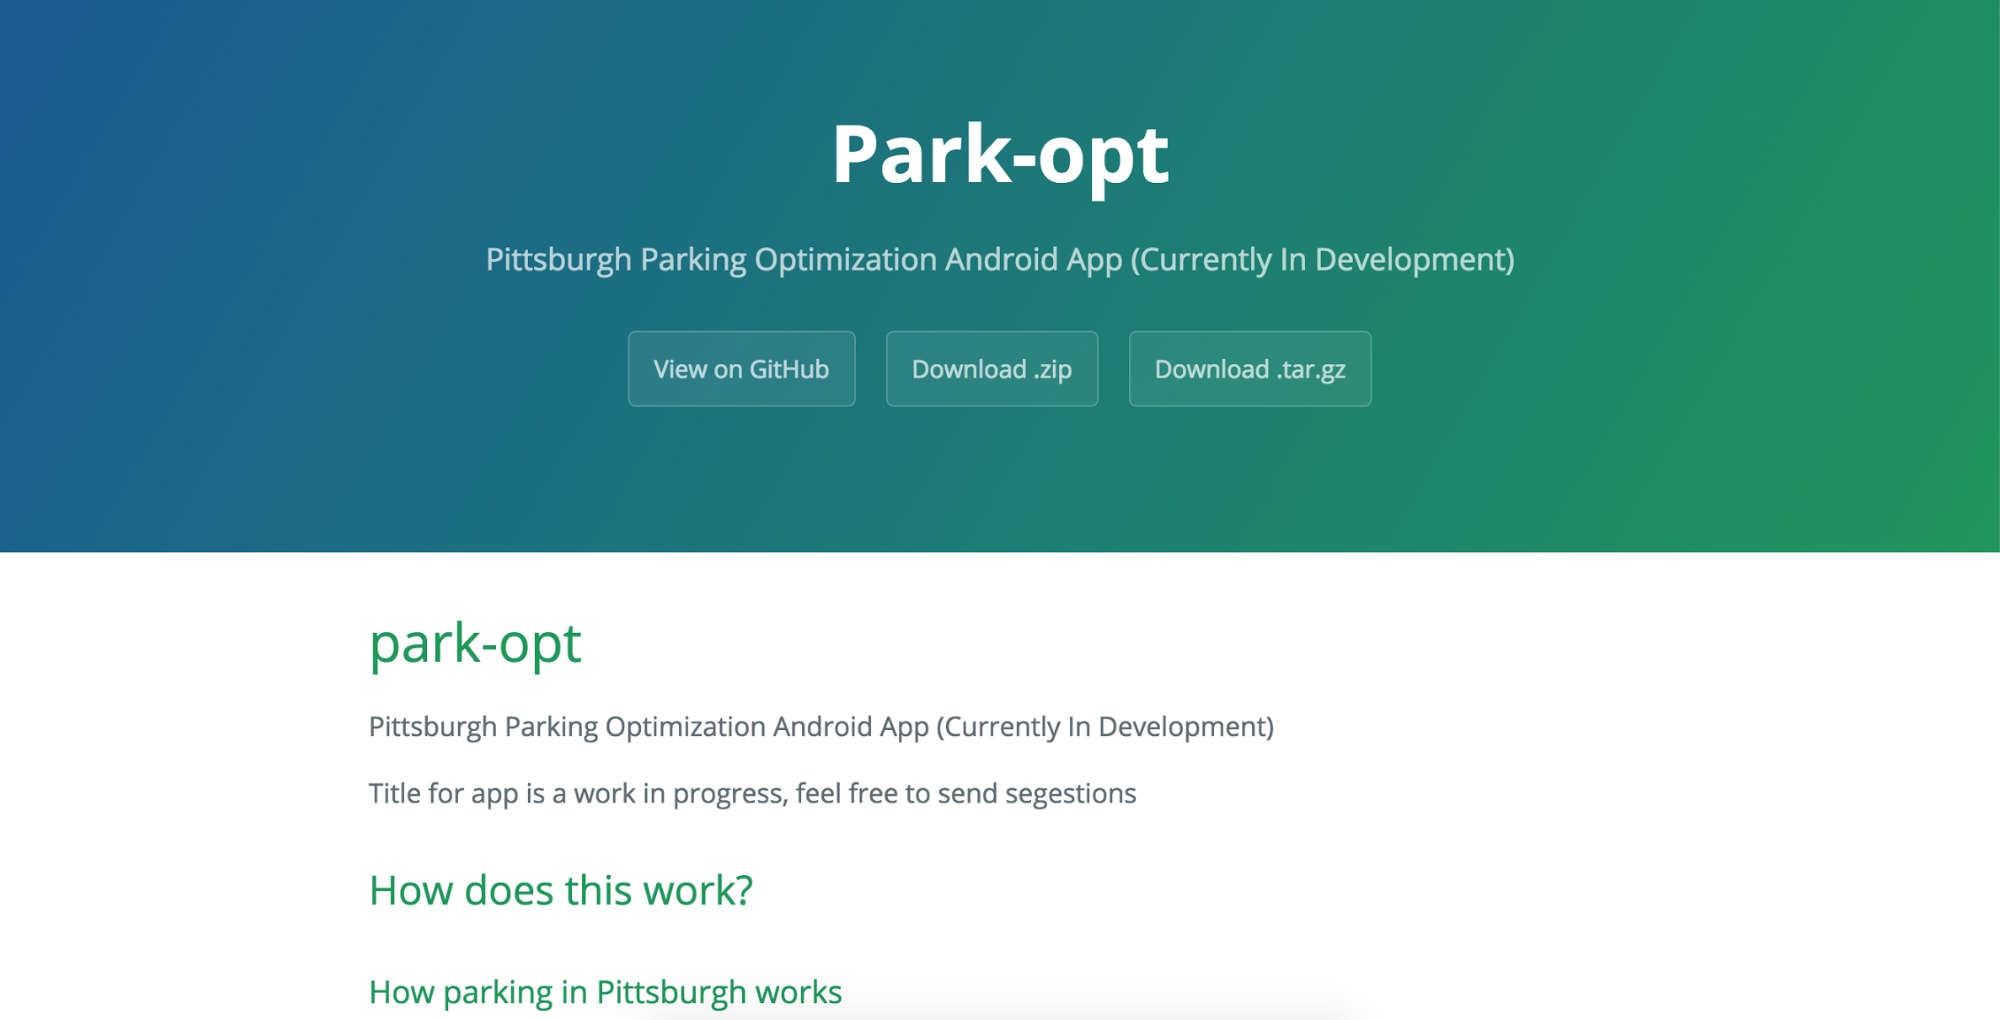 Park-opt
Pittsburgh Parking Optimization Android App (Currently In Development)
View on GitHub
Download .zip
Download .tar.gz
park-opt
Pittsburgh Parking Optimization Android App (Currently In Development)
Title for app is a work in progress, feel free to send segestions
How does this work?
How parking in Pittsburgh works